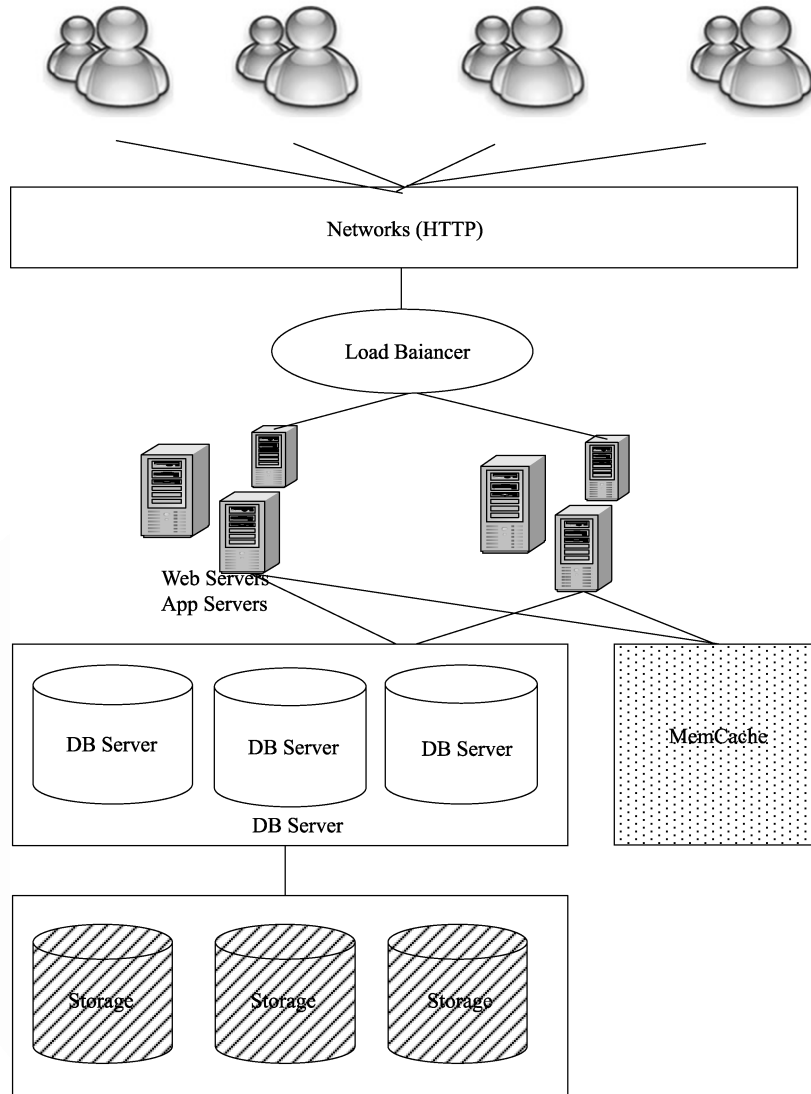 Networks (HTTP)
Load Baiancer
Web Servers
App Servers
DB Server
DB Server
DB Server
MemCache
DB Server
Storage
Storage
Storage